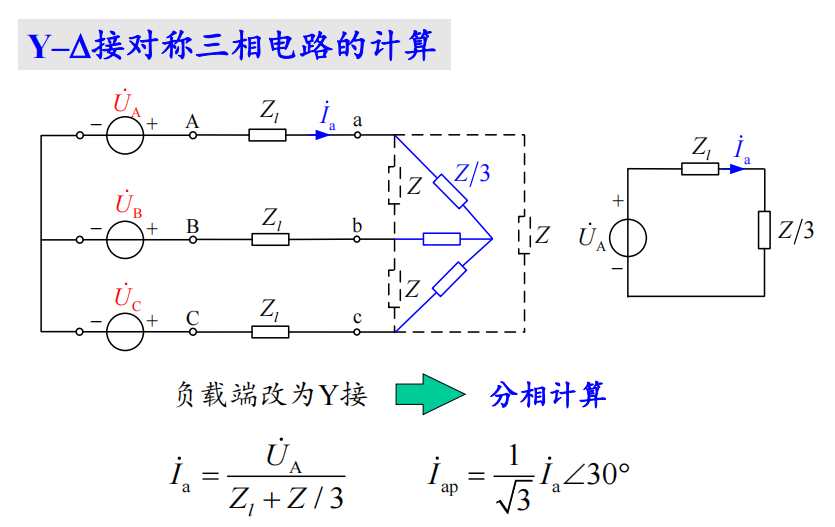 Y–Δ接对称三相电路的计算
U̇A
− + A Zl İa a
Z Z/3
U̇B
− + B Zl b
Z
U̇C
− + C Zl c
Z
Zl İa
+
U̇A
−
Z/3
负载端改为Y接 分相计算
İa = U̇A / (Zl + Z / 3)
İap = 1/√3 İa∠30°